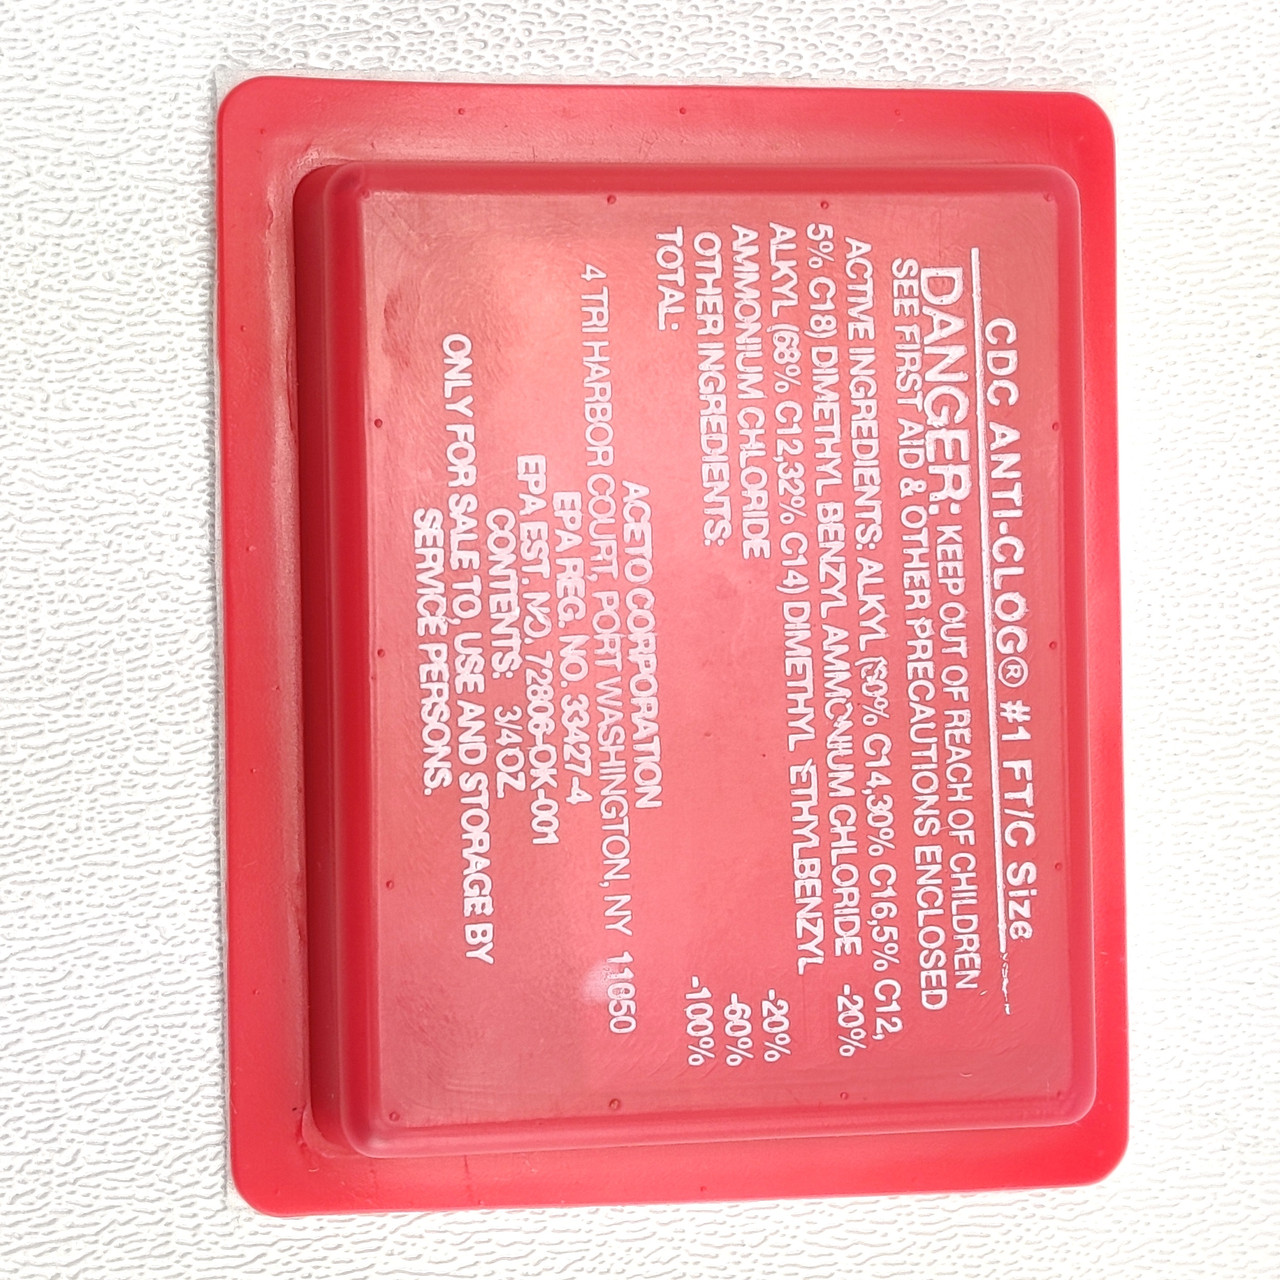 CDC ANTI-CLOG® #1 FT/C Size
DANGER: KEEP OUT OF REACH OF CHILDREN
SEE FIRST AID & OTHER PRECAUTIONS ENCLOSED
ACTIVE INGREDIENTS: ALKYL (60% C14,30% C16,5% C12,
5% C18) DIMETHYL BENZYL AMMONIUM CHLORIDE -20%
ALKYL (68% C12,32% C14) DIMETHYL ETHYLBENZYL
AMMONIUM CHLORIDE -20%
OTHER INGREDIENTS: -60%
TOTAL: -100%
ACETO CORPORATION
4 TRI HARBOR COURT, PORT WASHINGTON, NY 11050
EPA REG. NO. 33427-4
EPA EST. NO, 72806-OK-001
CONTENTS: 3/4 OZ
ONLY FOR SALE TO, USE AND STORAGE BY
SERVICE PERSONS.